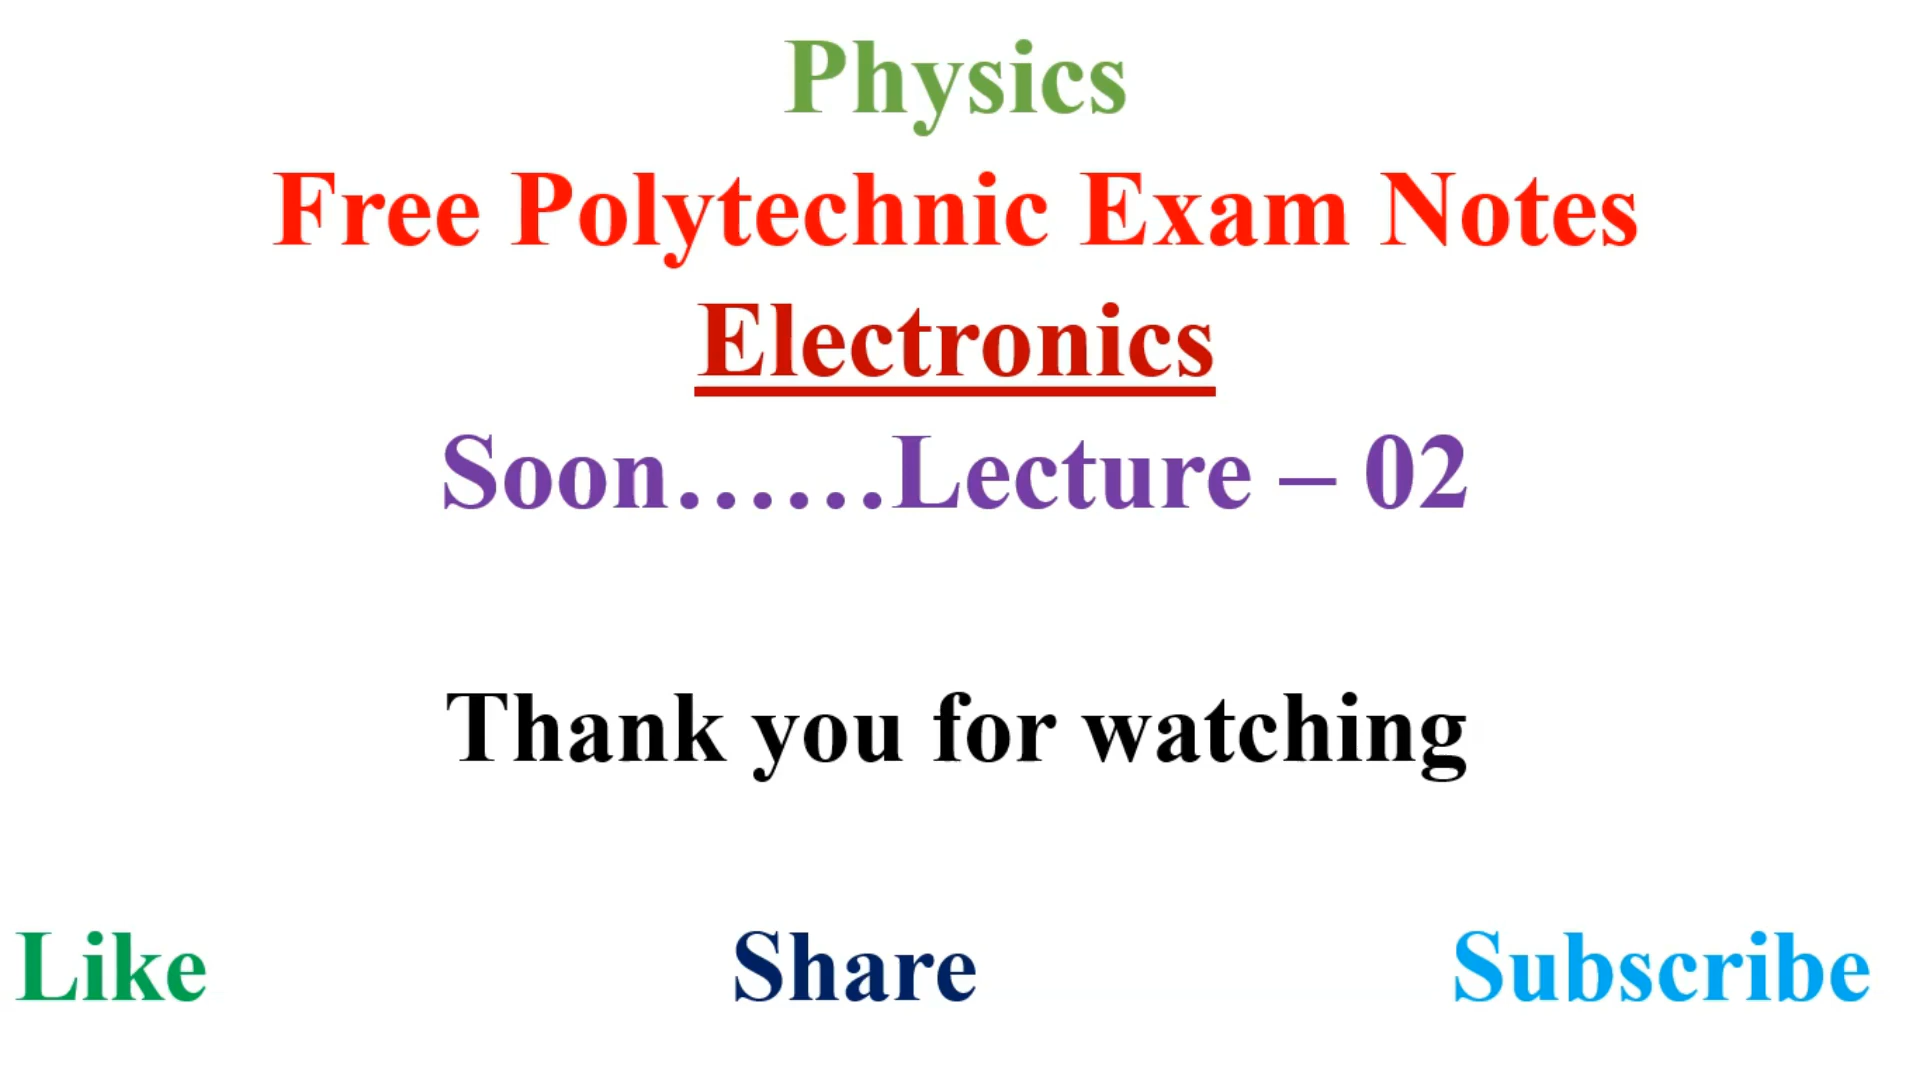 Physics
Free Polytechnic Exam Notes
Electronics
Soon……Lecture – 02
Thank you for watching
Like Share Subscribe